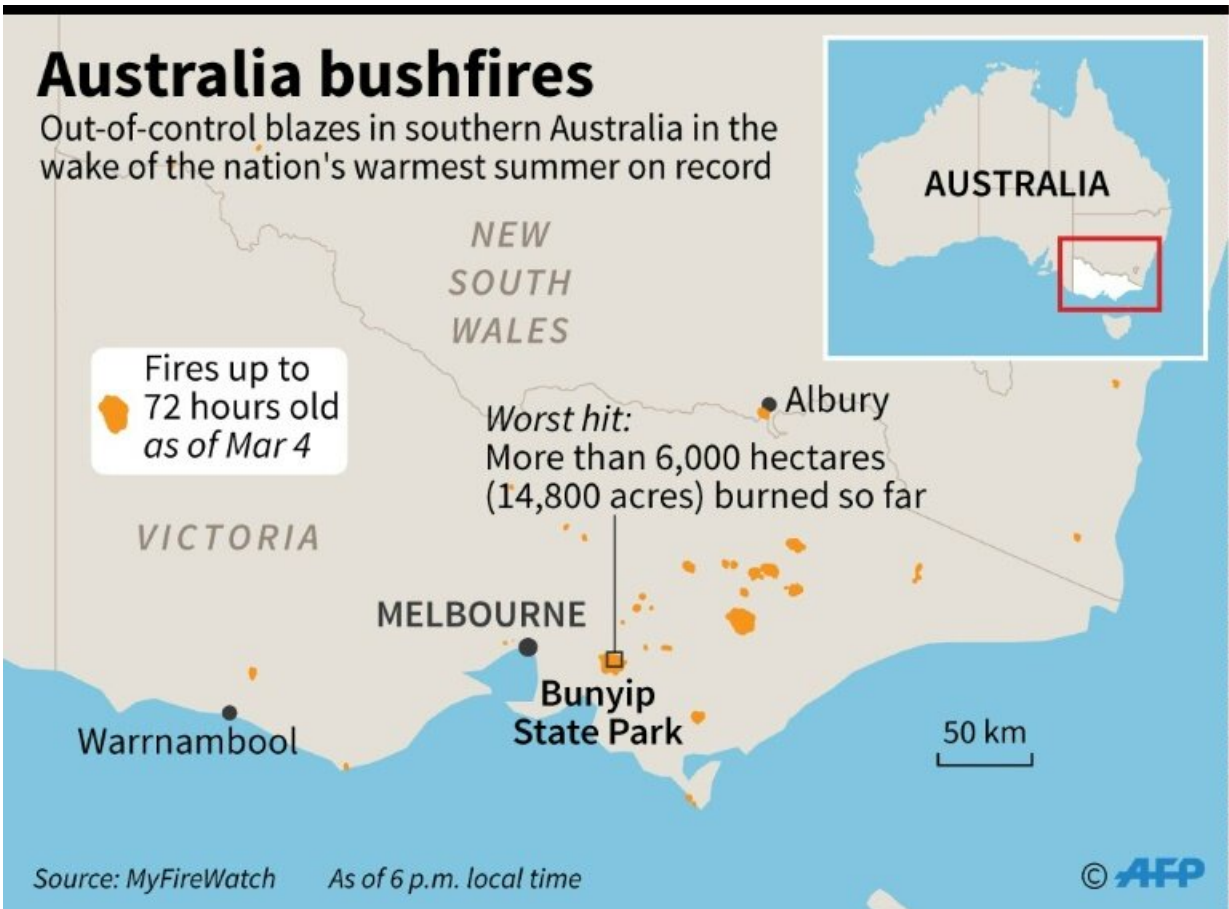 Australia bushfires
Out-of-control blazes in southern Australia in the
wake of the nation's warmest summer on record
AUSTRALIA
NEW
SOUTH
WALES
Fires up to
72 hours old
as of Mar 4
Albury
Worst hit:
More than 6,000 hectares
(14,800 acres) burned so far
VICTORIA
MELBOURNE
Bunyip
State Park
Warrnambool
50 km
Source: MyFireWatch As of 6 p.m. local time
© AFP